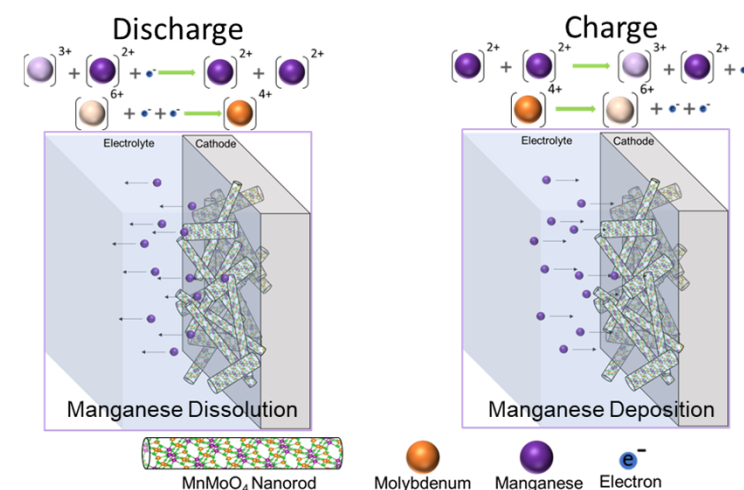 Discharge
[ ]3+ + [ ]2+ + e- [ ]2+ + [ ]2+
[ ]6+ + e- + e- [ ]4+
Electrolyte Cathode
Manganese Dissolution
Charge
[ ]2+ + [ ]2+ [ ]3+ + [ ]2+ +
[ ]4+ [ ]6+ + e- + e-
Electrolyte Cathode
Manganese Deposition
MnMoO4 Nanorod
Molybdenum
Manganese
e-
Electron